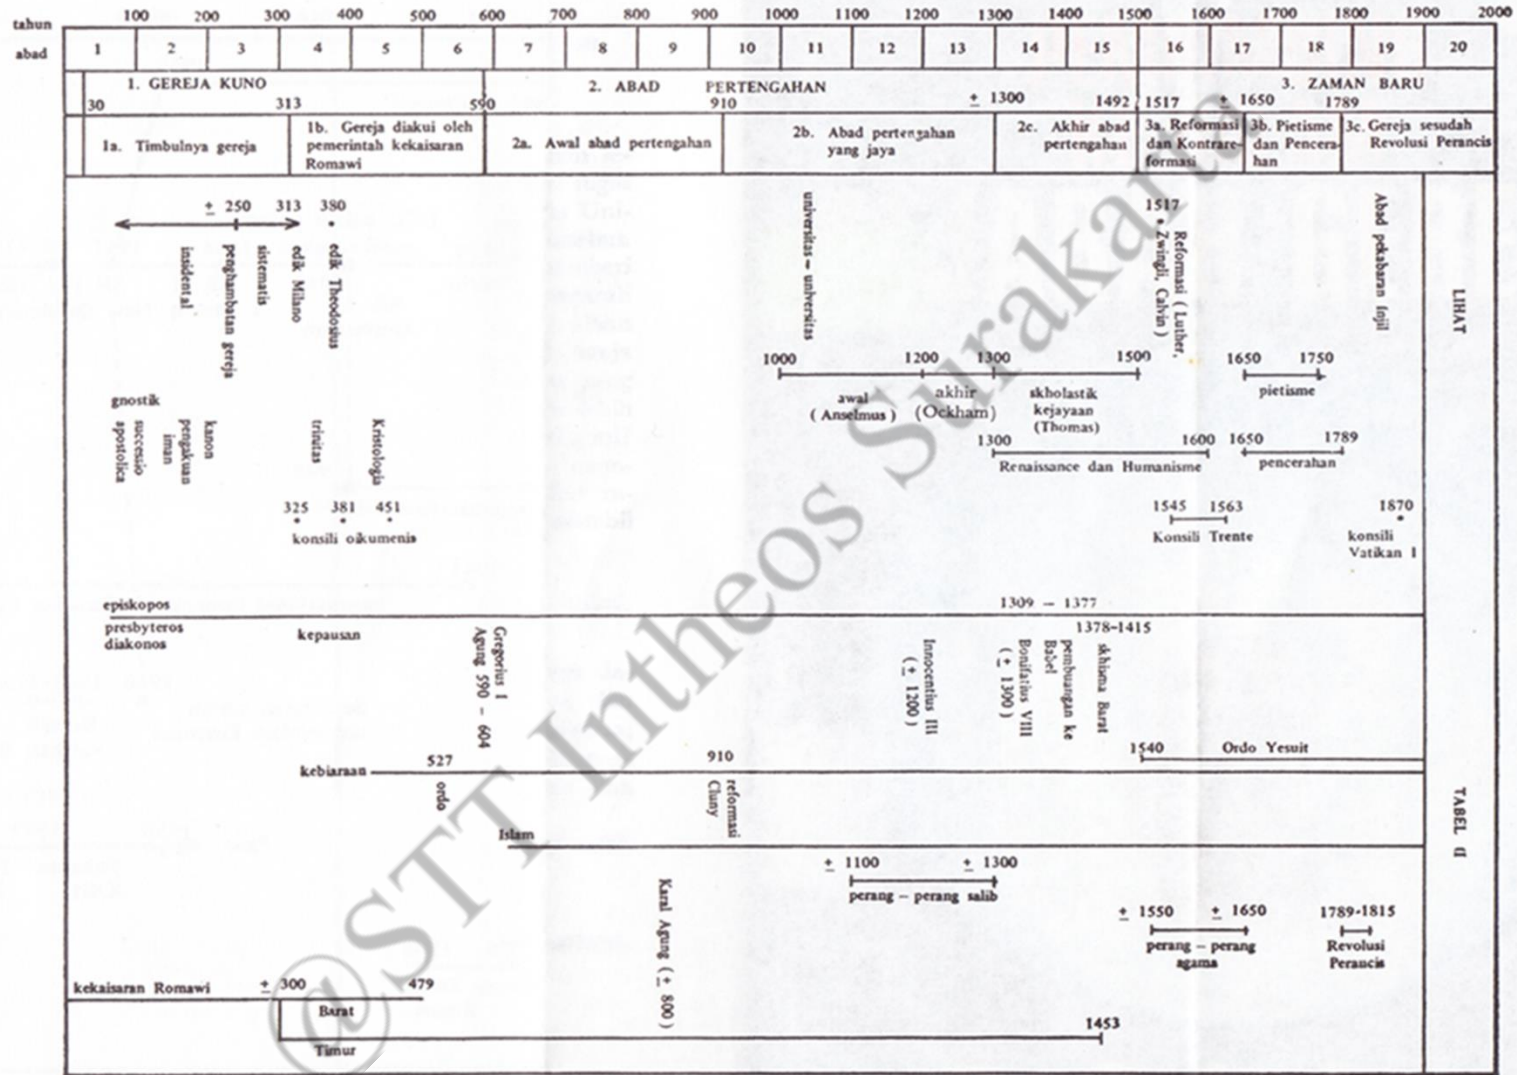 tahun 100 200 300 400 500 600 700 800 900 1000 1100 1200 1300 1400 1500 1600 1700 1800 1900 2000
abad 1 2 3 4 5 6 7 8 9 10 11 12 13 14 15 16 17 18 19 20
1. GEREJA KUNO
2. ABAD PERTENGAHAN
3. ZAMAN BARU
30 313 590 910 ± 1300 1492 1517 ± 1650 1789
1a. Timbulnya gereja
1b. Gereja diakui oleh
pemerintah kekaisaran
Romawi
2a. Awal abad pertengahan
2b. Abad pertengahan
yang jaya
2c. Akhir abad
pertengahan
3a. Reformasi
dan Kontrare-
formasi
3b. Pietisme
dan Pencera-
han
3c. Gereja sesudah
Revolusi Perancis
± 250 313 380
insidental
penghambatan gereja
sistematis
edik Milano
edik Theodosius
universitas – universitas
1517
Reformasi ( Luther,
Zwingli, Calvin )
Abad pekabaran Injil
LIHAT
TABEL II
1000 1200 1300 1500
awal
( Anselmus )
akhir
(Ockham)
skholastik
kejayaan
(Thomas)
1650 1750
pietisme
gnostik
successio
apostolica
pengakuan
iman
kanon
trinitas
Kristologia
1300 1600
Renaissance dan Humanisme
1650 1789
pencerahan
325 381 451
konsili oikumenis
1545 1563
Konsili Trente
1870
konsili
Vatikan I
episkopos
presbyteros
diakonos
kepausan
Gregorius I
Agung 590 – 604
Innocentius III
( ± 1200 )
1309 – 1377
1378-1415
Bonifatius VIII
( ± 1300 )
pembuangan ke
Babel
skhisma Barat
1540 Ordo Yesuit
kebiaraan
527
ordo
910
reformasi
Cluny
Islam
± 1100 ± 1300
perang – perang salib
Karal Agung ( ± 800 )
± 1550 ± 1650
perang – perang
agama
1789-1815
Revolusi
Perancis
kekaisaran Romawi
± 300 479
Barat
Timur
1453
@STT Intheos Surakarta